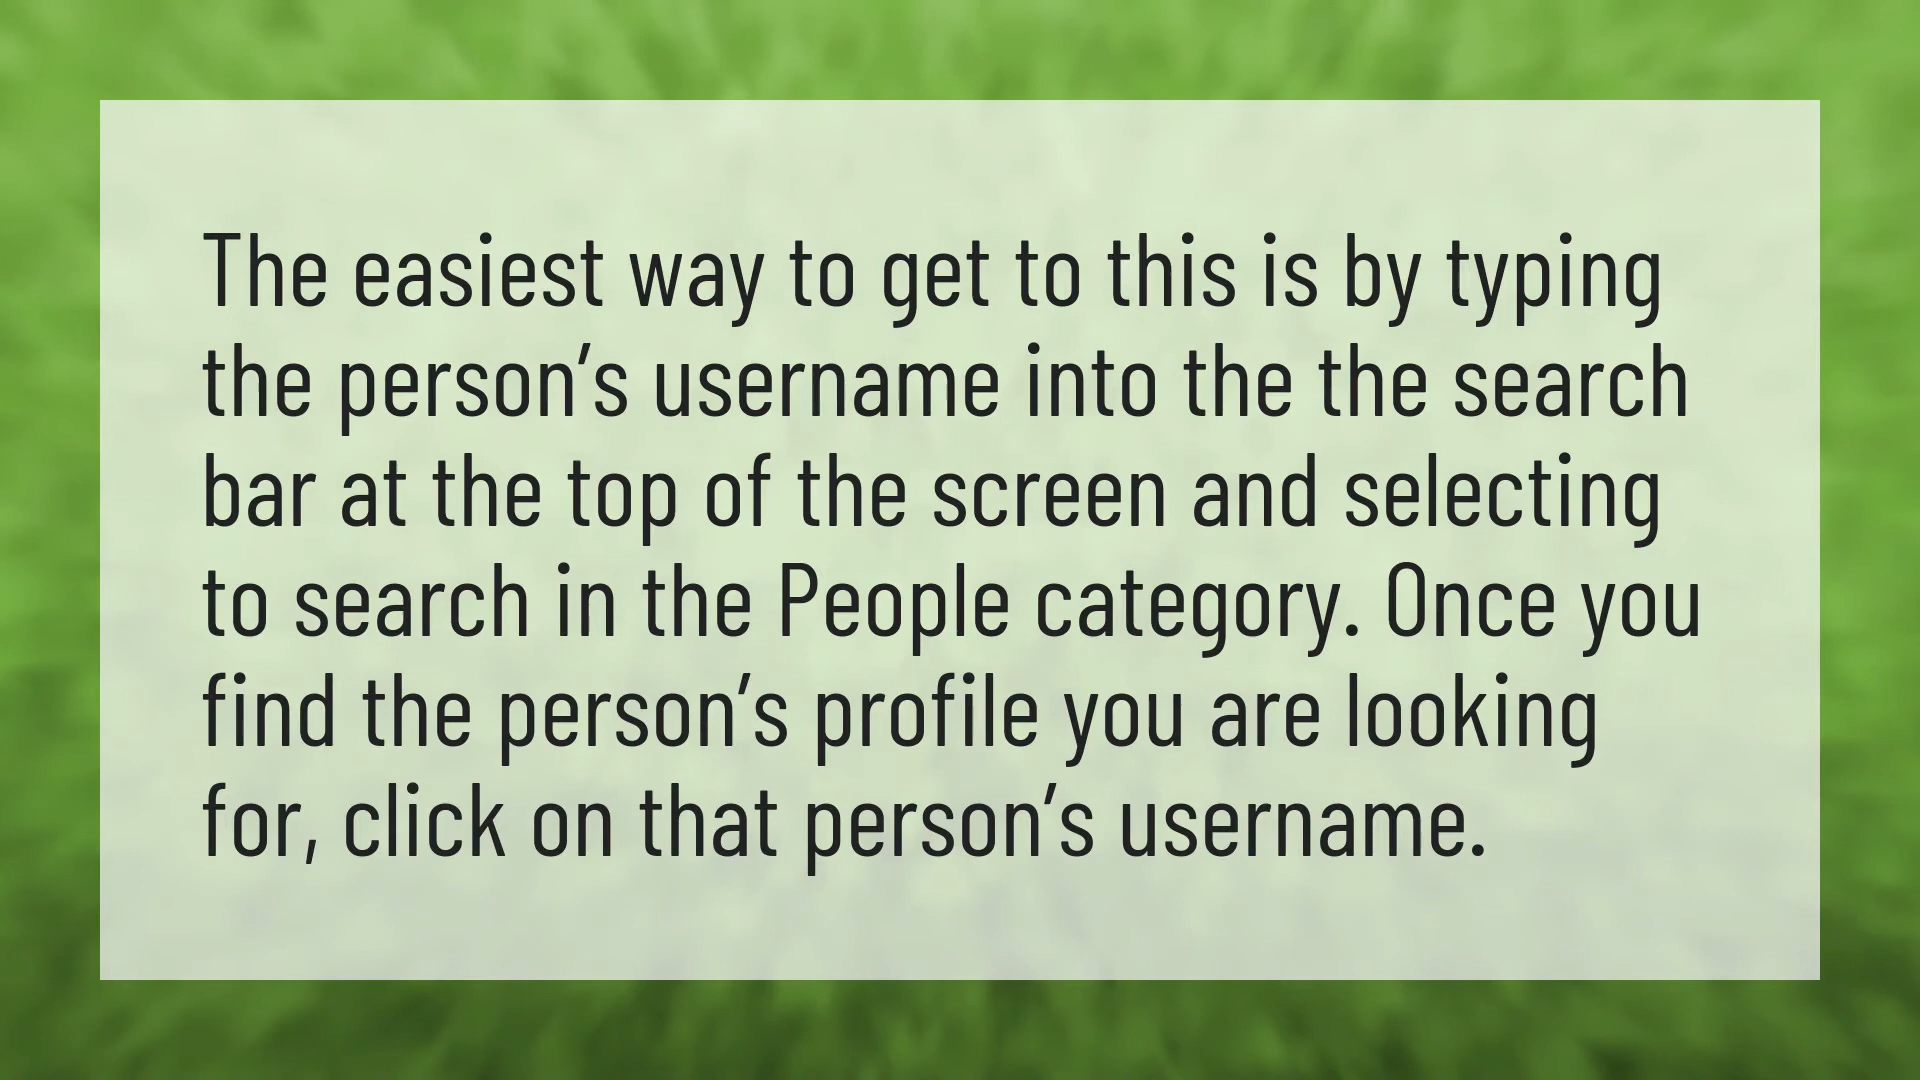 The easiest way to get to this is by typing
the person’s username into the the search
bar at the top of the screen and selecting
to search in the People category. Once you
find the person’s profile you are looking
for, click on that person’s username.